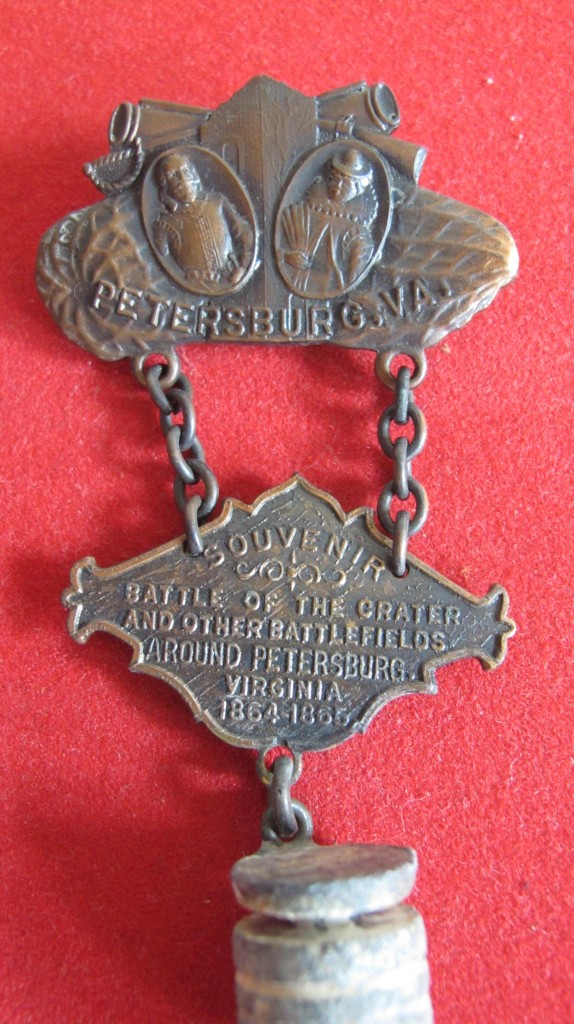 PETERSBURG, VA.
SOUVENIR
BATTLE OF THE CRATER
AND OTHER BATTLEFIELDS
AROUND PETERSBURG.
VIRGINIA
1864-1865.